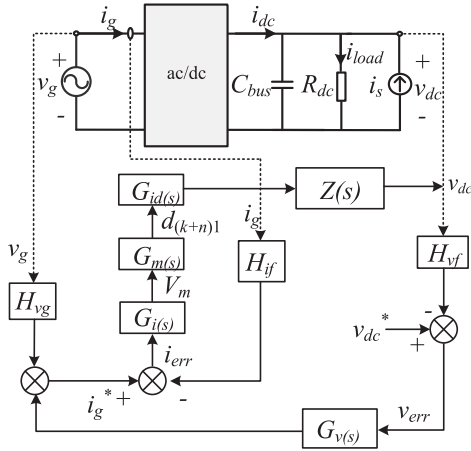 i_g
i_dc
+
v_g
-
ac/dc
C_bus
R_dc
i_load
i_s
+
v_dc
-
G_id(s)
Z(s)
v_dc
d_(k+n)1
i_g
v_g
G_m(s)
H_if
H_vf
V_m
H_vg
G_i(s)
-
v_dc*
+
i_err
i_g* +
-
v_err
G_v(s)